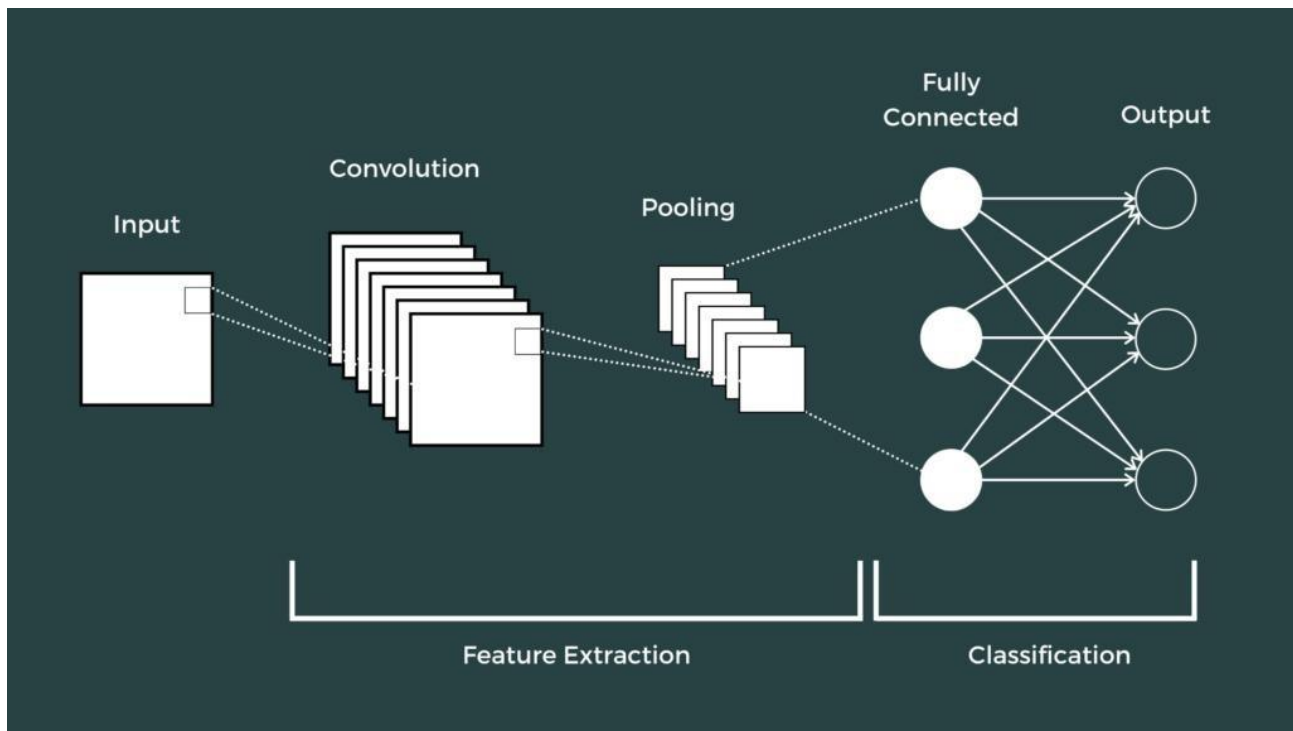 Input
Convolution
Pooling
Fully
Connected
Output
Feature Extraction
Classification